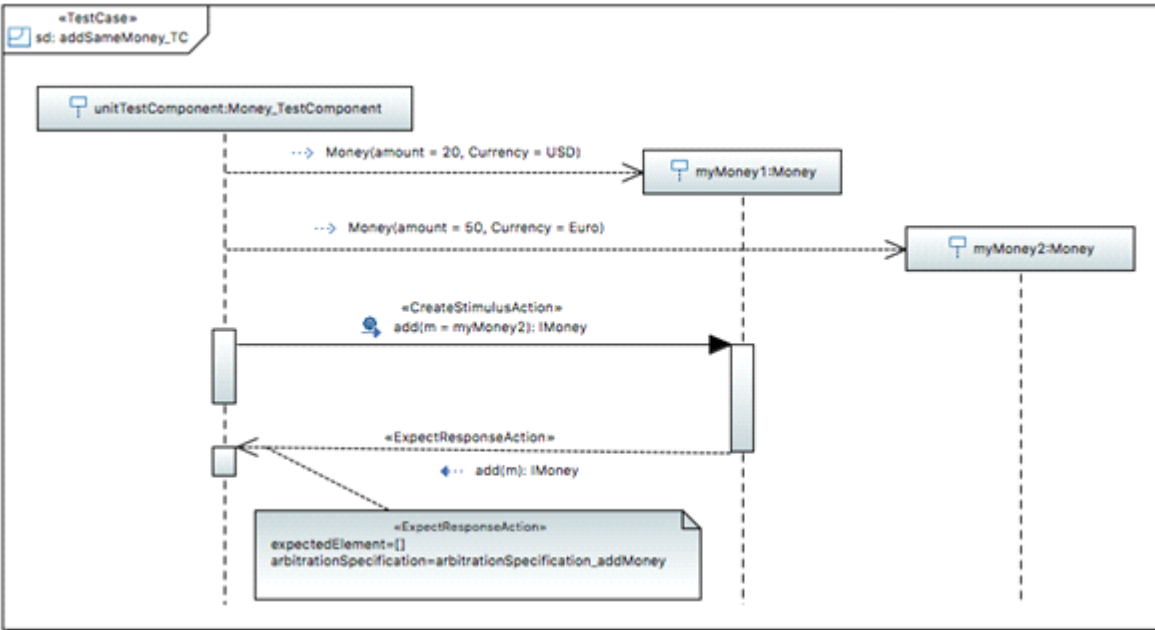 «TestCase»
sd: addSameMoney_TC
unitTestComponent:Money_TestComponent
Money(amount = 20, Currency = USD)
myMoney1:Money
Money(amount = 50, Currency = Euro)
myMoney2:Money
«CreateStimulusAction»
add(m = myMoney2): IMoney
«ExpectResponseAction»
add(m): IMoney
«ExpectResponseAction»
expectedElement=[]
arbitrationSpecification=arbitrationSpecification_addMoney